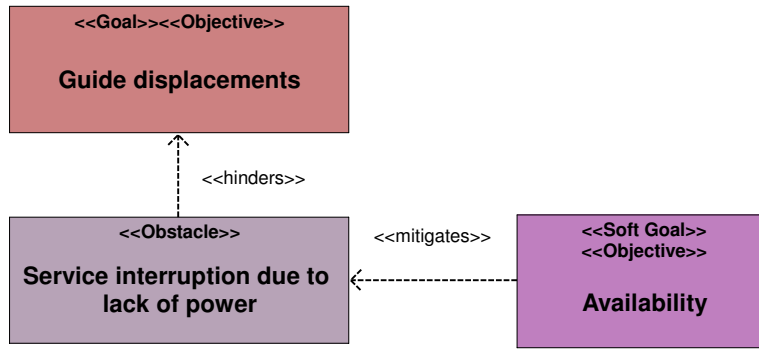 <<Goal>><<Objective>>
Guide displacements
<<hinders>>
<<Obstacle>>
Service interruption due to
lack of power
<<mitigates>>
<<Soft Goal>>
<<Objective>>
Availability